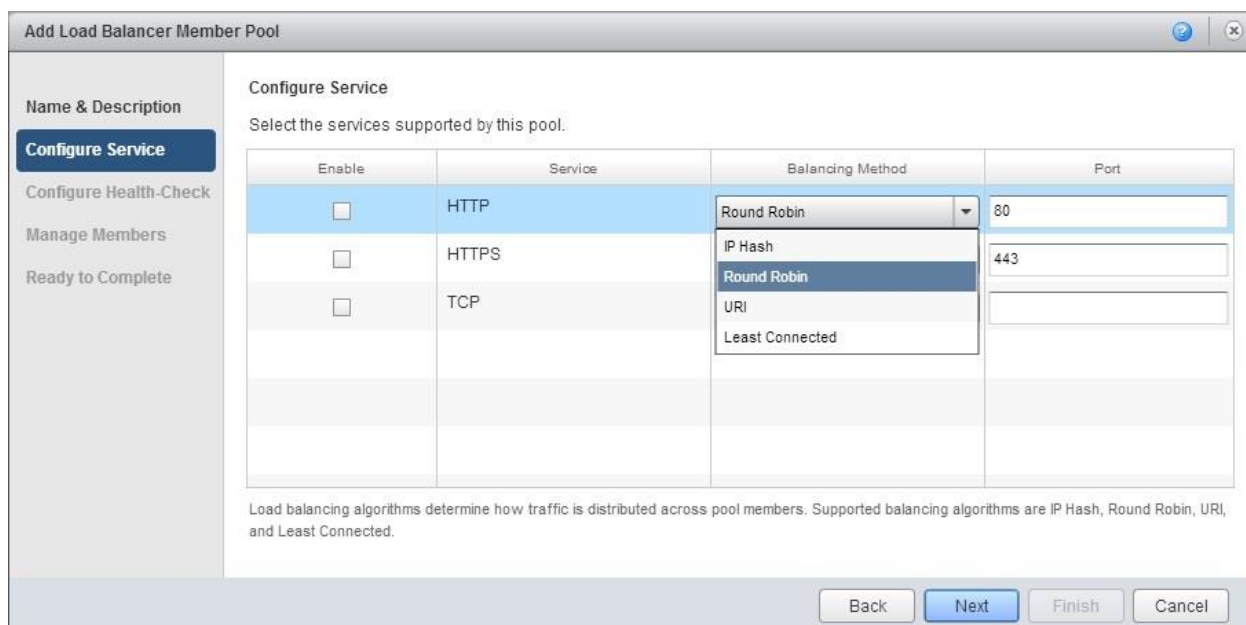 Add Load Balancer Member Pool
Name & Description
Configure Service
Configure Health-Check
Manage Members
Ready to Complete
Configure Service
Select the services supported by this pool.
Enable Service Balancing Method Port
HTTP Round Robin 80
IP Hash
HTTPS 443
Round Robin
TCP URI
Least Connected
Load balancing algorithms determine how traffic is distributed across pool members. Supported balancing algorithms are IP Hash, Round Robin, URI,
and Least Connected.
Back Next Finish Cancel